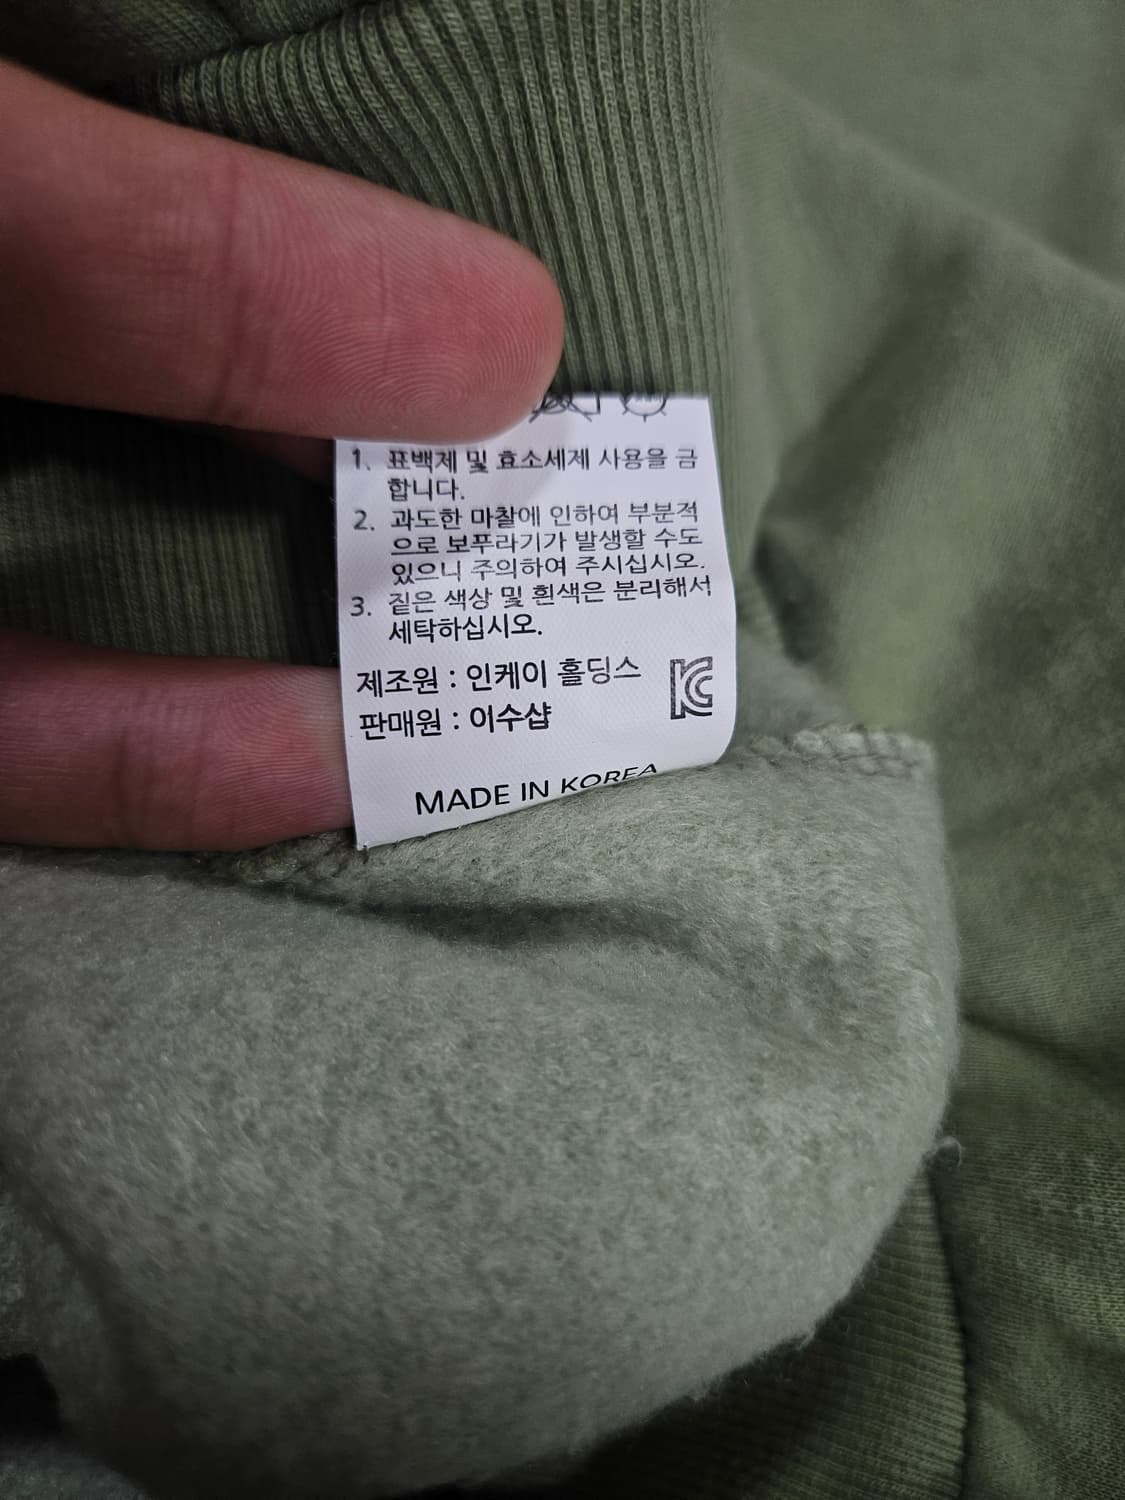 1. 표백제 및 효소세제 사용을 금
합니다.
2. 과도한 마찰에 인하여 부분적
으로 보푸라기가 발생할 수도
있으니 주의하여 주시십시오.
3. 짙은 색상 및 흰색은 분리해서
세탁하십시오.
제조원 : 인케이 홀딩스
판매원 : 이수샵
KC
MADE IN KOREA